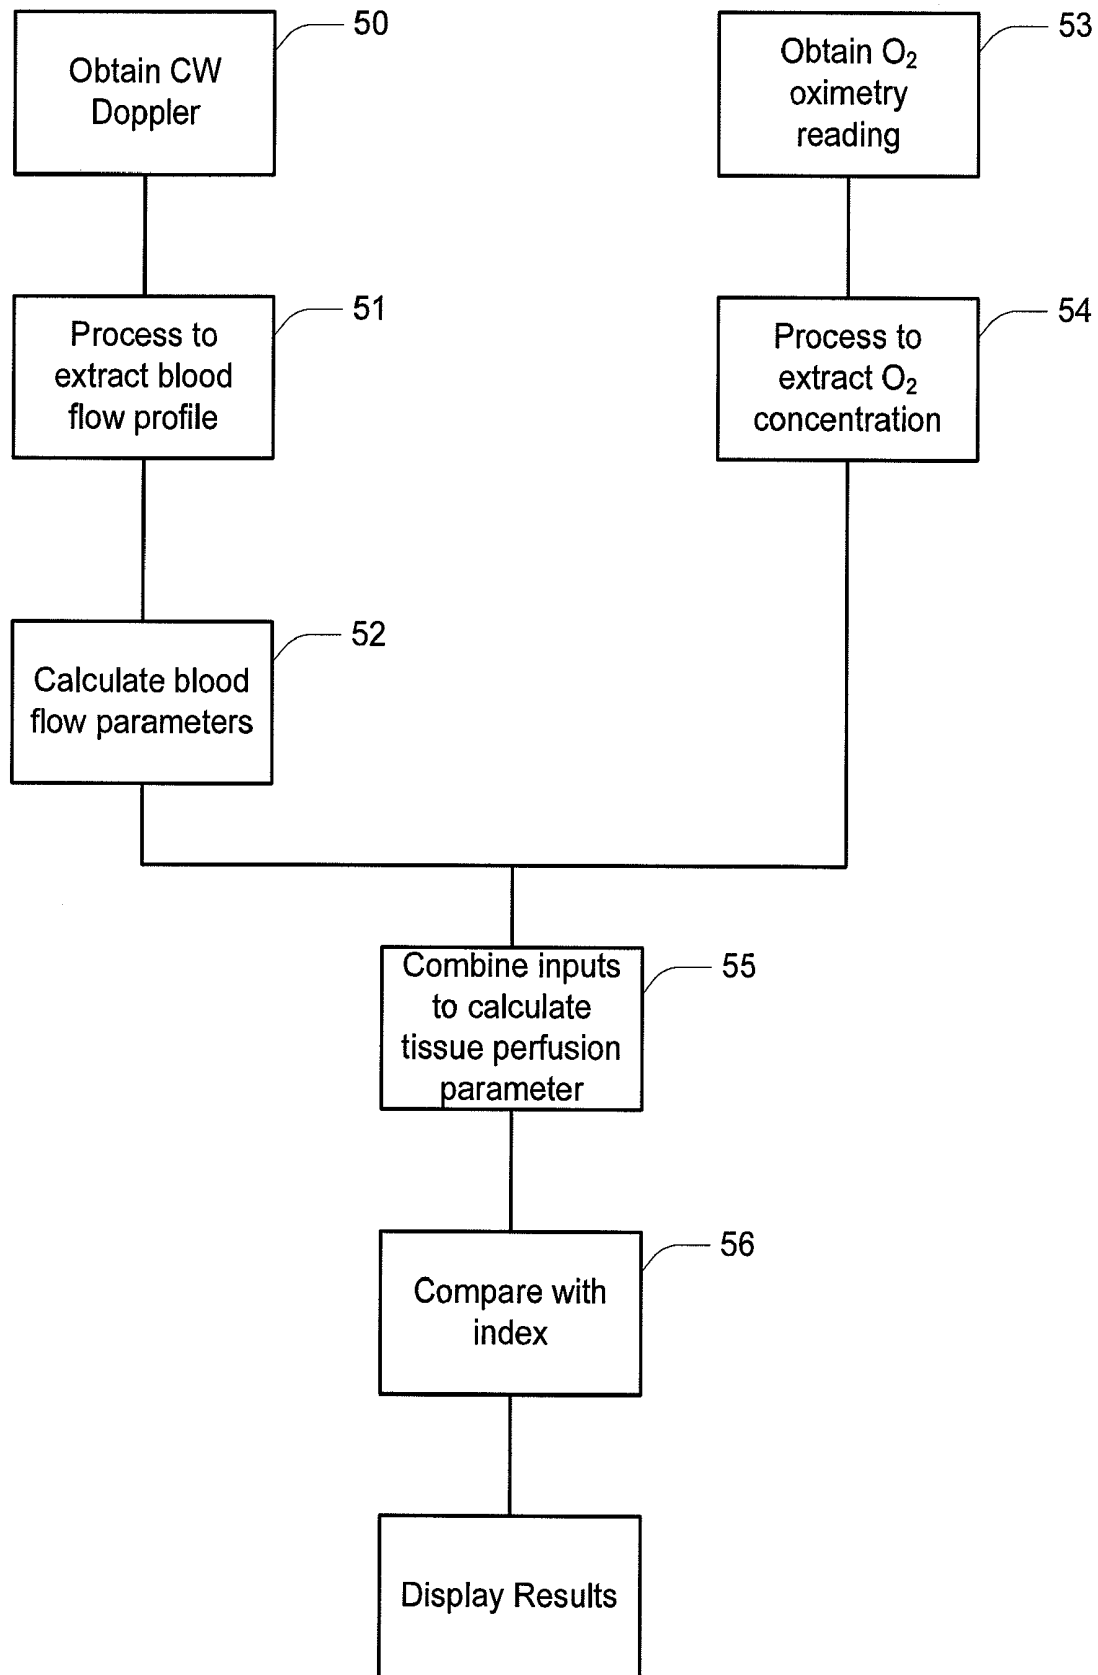 50
Obtain CW
Doppler
53
Obtain O₂
oximetry
reading
51
Process to
extract blood
flow profile
54
Process to
extract O₂
concentration
52
Calculate blood
flow parameters
55
Combine inputs
to calculate
tissue perfusion
parameter
56
Compare with
index
Display Results